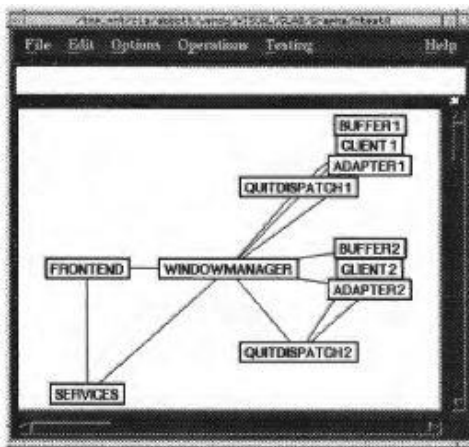 File Edit Options Operations Testing Help
BUFFER1
CLIENT1
ADAPTER1
QUITDISPATCH1
BUFFER2
FRONTEND WINDOWMANAGER CLIENT2
ADAPTER2
QUITDISPATCH2
SERVICES